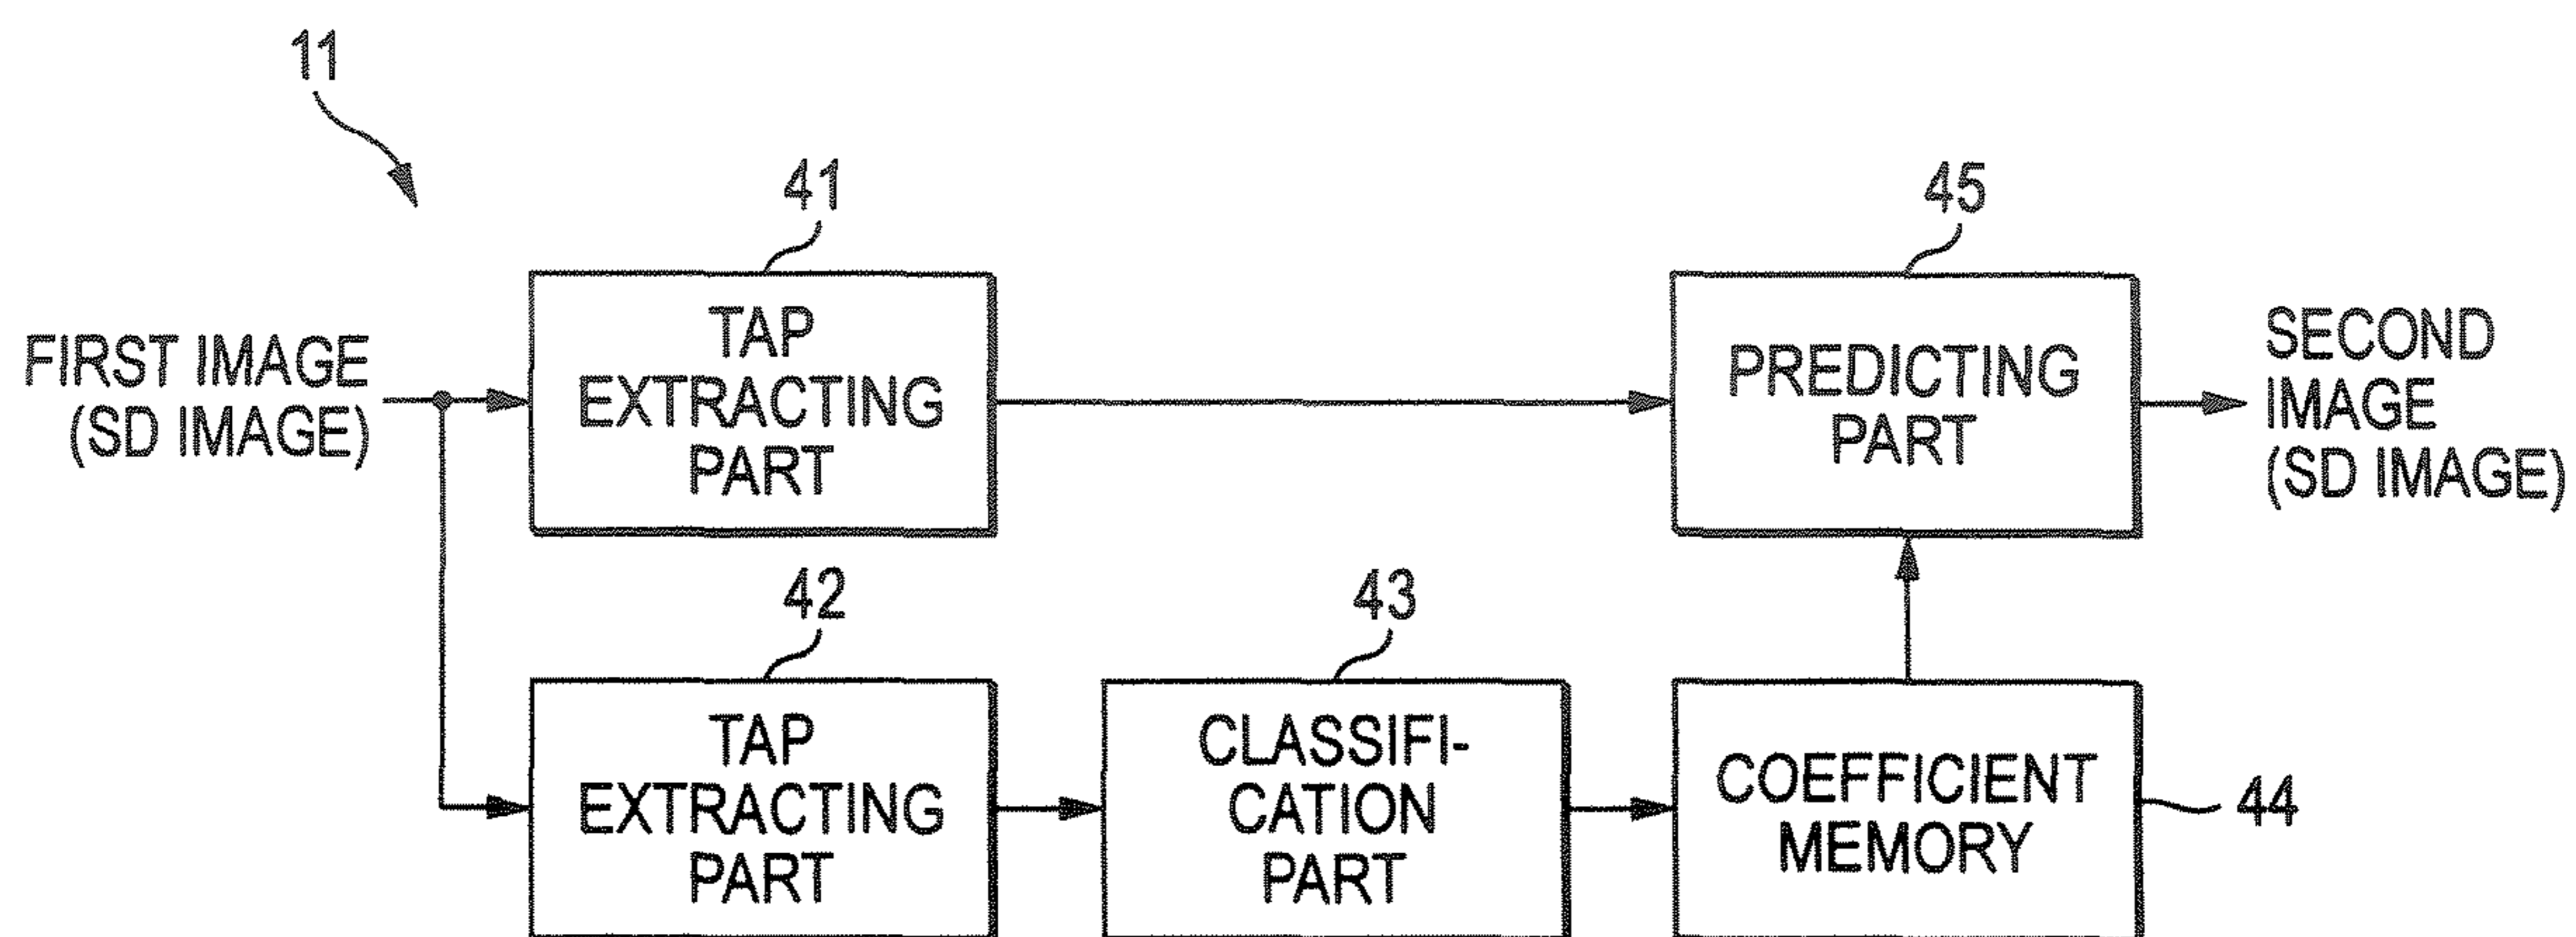 11
41
45
FIRST IMAGE
(SD IMAGE)
TAP
EXTRACTING
PART
PREDICTING
PART
SECOND
IMAGE
(SD IMAGE)
42
43
TAP
EXTRACTING
PART
CLASSIFI-
CATION
PART
COEFFICIENT
MEMORY
44